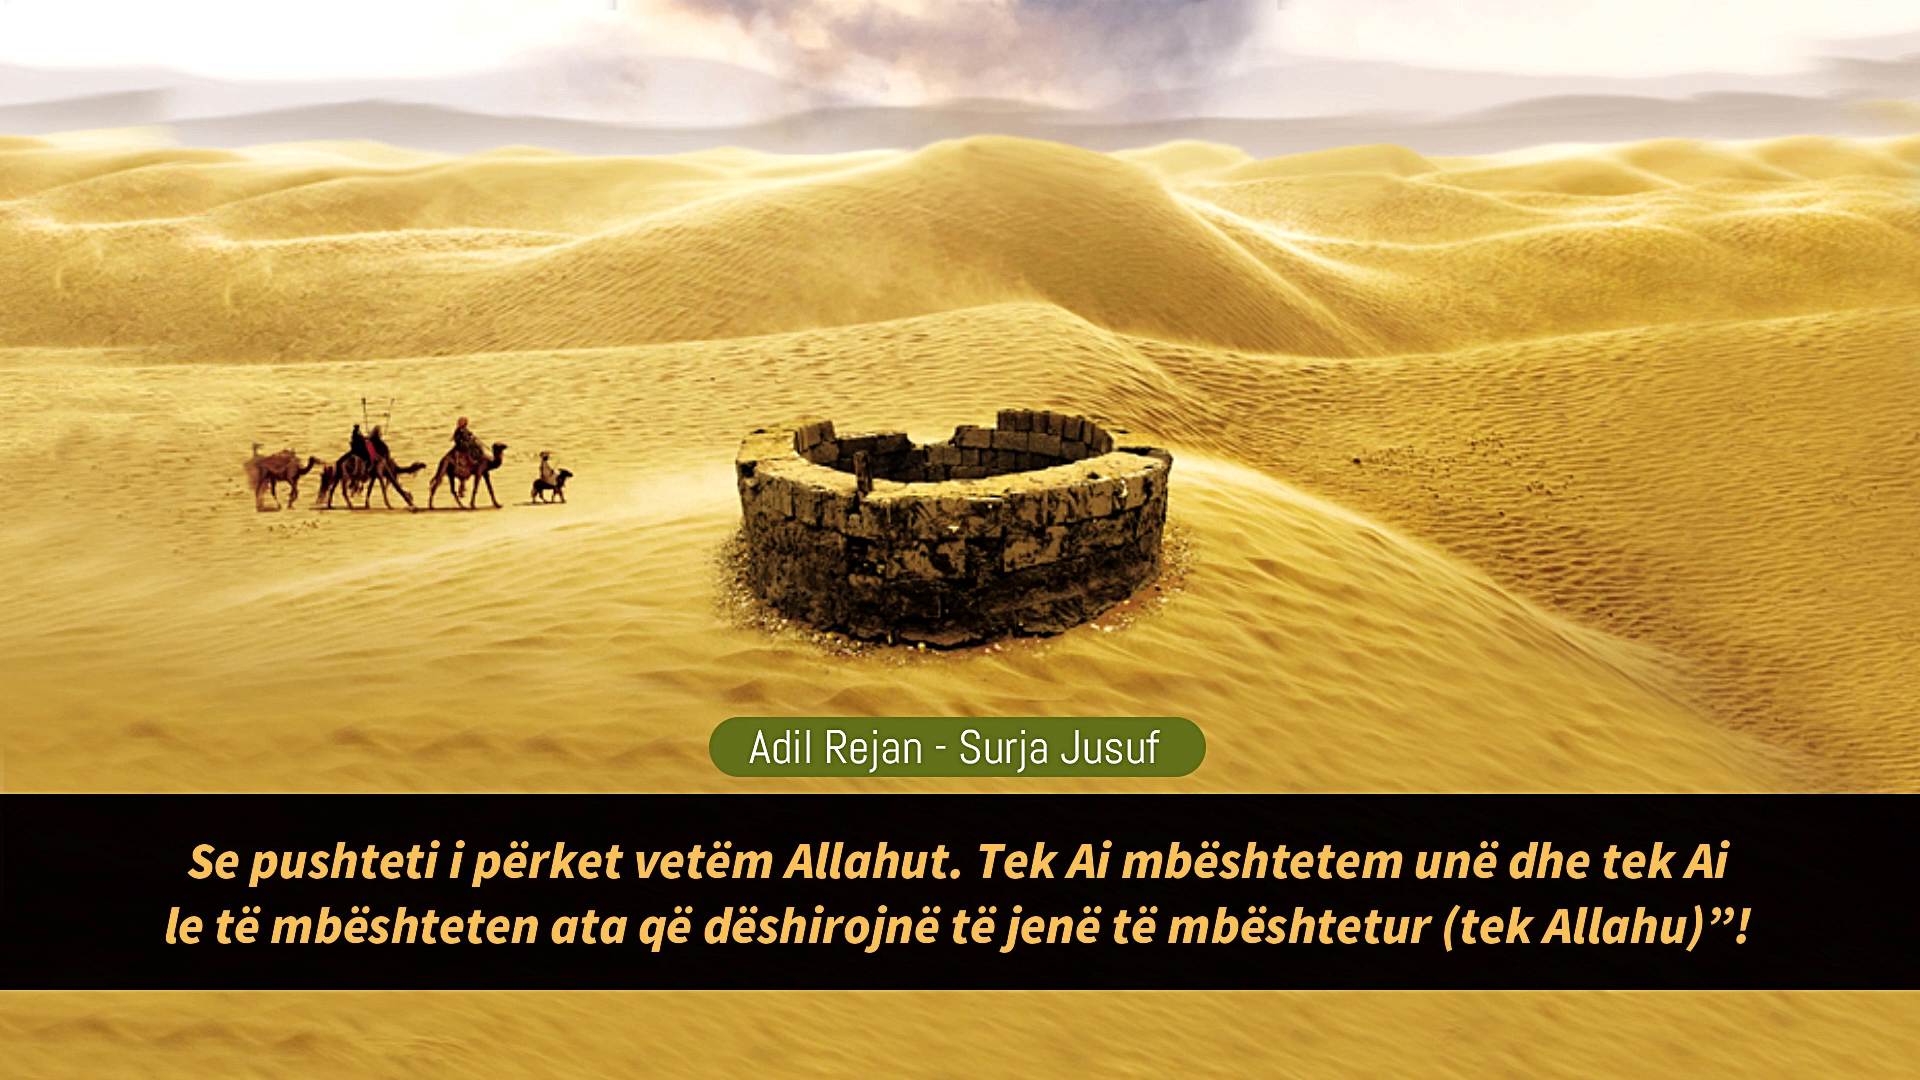 Adil Rejan - Surja Jusuf
Se pushteti i përket vetëm Allahut. Tek Ai mbështetem unë dhe tek Ai
le të mbështeten ata që dëshirojnë të jenë të mbështetur (tek Allahu)”!